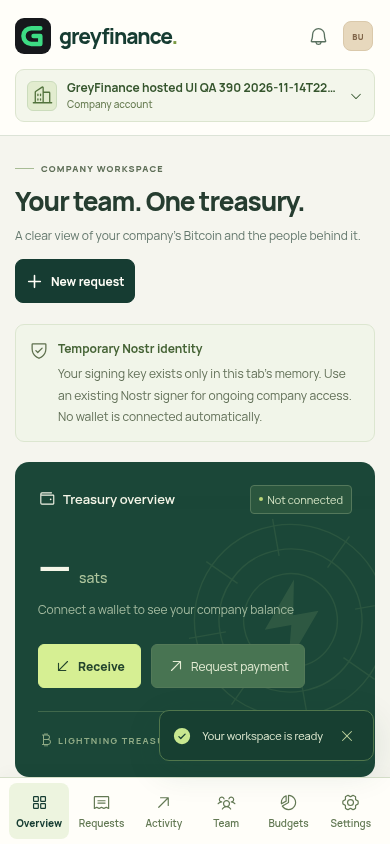 greyfinance.
BU
GreyFinance hosted UI QA 390 2026-11-14T22...
Company account
COMPANY WORKSPACE
Your team. One treasury.
A clear view of your company's Bitcoin and the people behind it.
New request
Temporary Nostr identity
Your signing key exists only in this tab's memory. Use
an existing Nostr signer for ongoing company access.
No wallet is connected automatically.
Treasury overview
Not connected
— sats
Connect a wallet to see your company balance
Receive
Request payment
LIGHTNING TREASU
Your workspace is ready
Overview
Requests
Activity
Team
Budgets
Settings